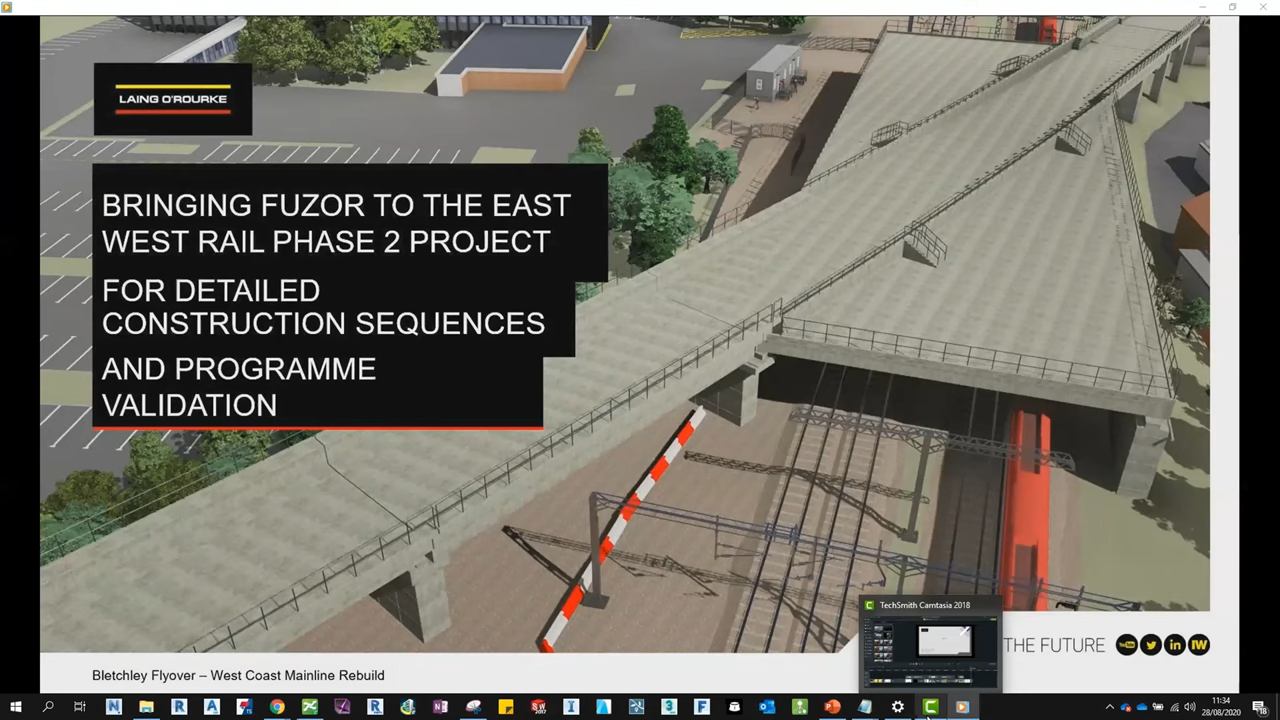 LAING O'ROURKE
BRINGING FUZOR TO THE EAST
WEST RAIL PHASE 2 PROJECT
FOR DETAILED
CONSTRUCTION SEQUENCES
AND PROGRAMME
VALIDATION
TechSmith Camtasia 2018
THE FUTURE
Bletchley Flyover – West Coast Mainline Rebuild
11:34
28/08/2020